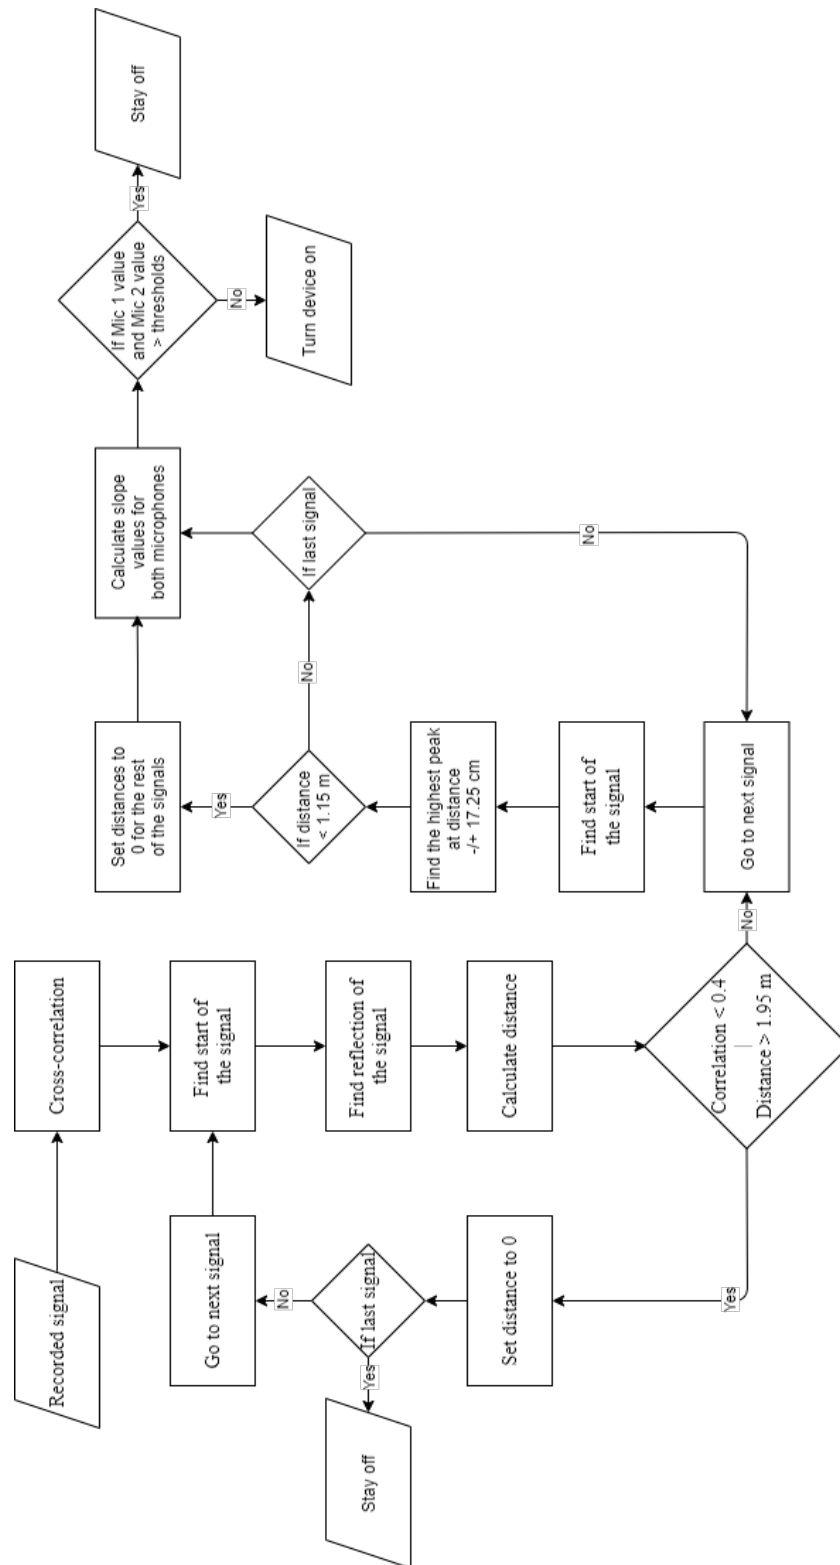 Recorded signal
Cross-correlation
Go to next signal
Find start of
the signal
Find reflection of
the signal
Calculate distance
Correlation < 0.4
|
Distance > 1.95 m
Yes
Set distance to 0
If last signal
No
Yes
Stay off
No
Go to next signal
Find start of
the signal
Find the highest peak
at distance
-/+ 17.25 cm
If distance
< 1.15 m
Yes
Set distances to
0 for the rest
of the signals
No
If last signal
No
Calculate slope
values for
both microphones
If Mic 1 value
and Mic 2 value
> thresholds
Yes
Stay off
No
Turn device on